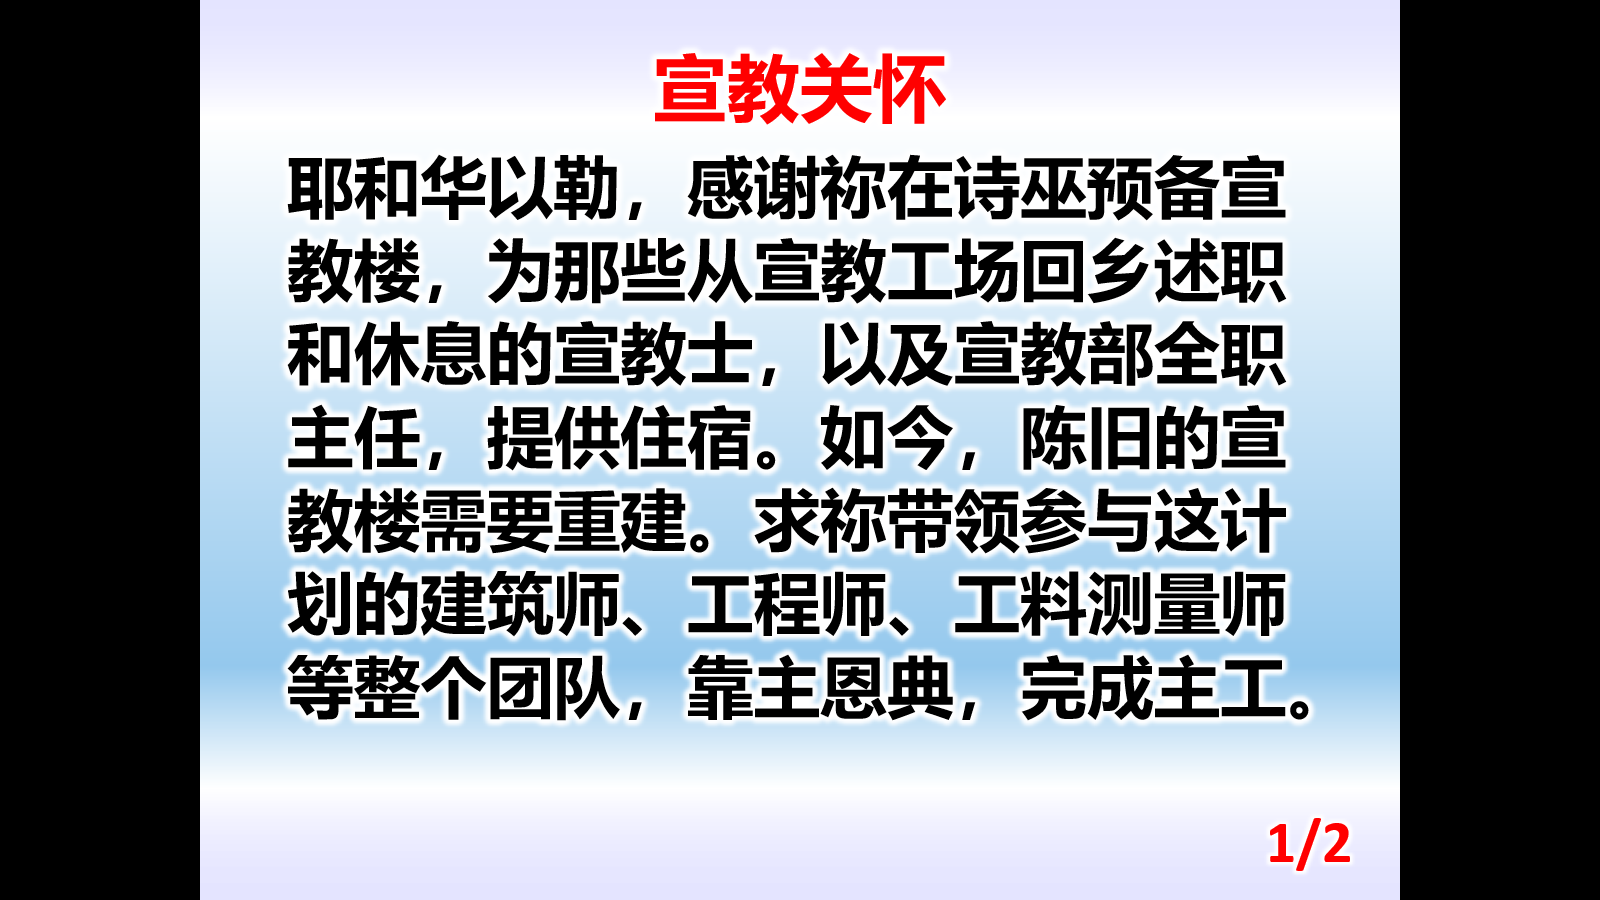 宣教关怀
耶和华以勒，感谢祢在诗巫预备宣
教楼，为那些从宣教工场回乡述职
和休息的宣教士，以及宣教部全职
主任，提供住宿。如今，陈旧的宣
教楼需要重建。求祢带领参与这计
划的建筑师、工程师、工料测量师
等整个团队，靠主恩典，完成主工。
1/2